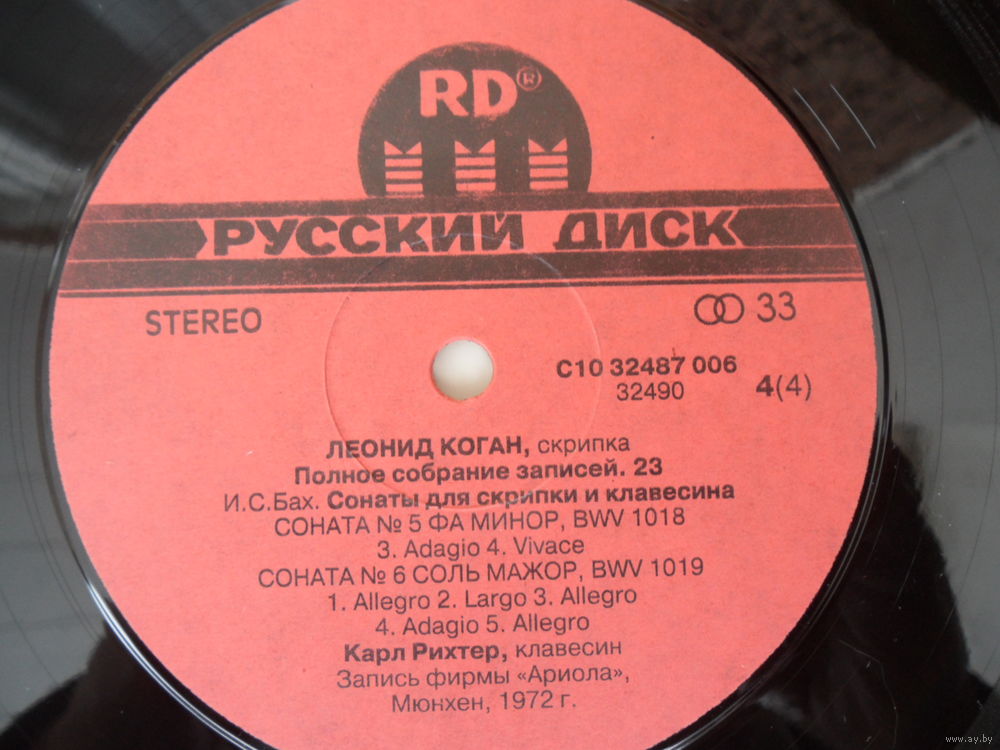 RD®
РУССКИЙ ДИСК
STEREO
33
С10 32487 006
32490
4(4)
ЛЕОНИД КОГАН, скрипка
Полное собрание записей. 23
И.С.Бах. Сонаты для скрипки и клавесина
СОНАТА № 5 ФА МИНОР, BWV 1018
3. Adagio 4. Vivace
СОНАТА № 6 СОЛЬ МАЖОР, BWV 1019
1. Allegro 2. Largo 3. Allegro
4. Adagio 5. Allegro
Карл Рихтер, клавесин
Запись фирмы «Ариола»,
Мюнхен, 1972 г.
www.ay.by